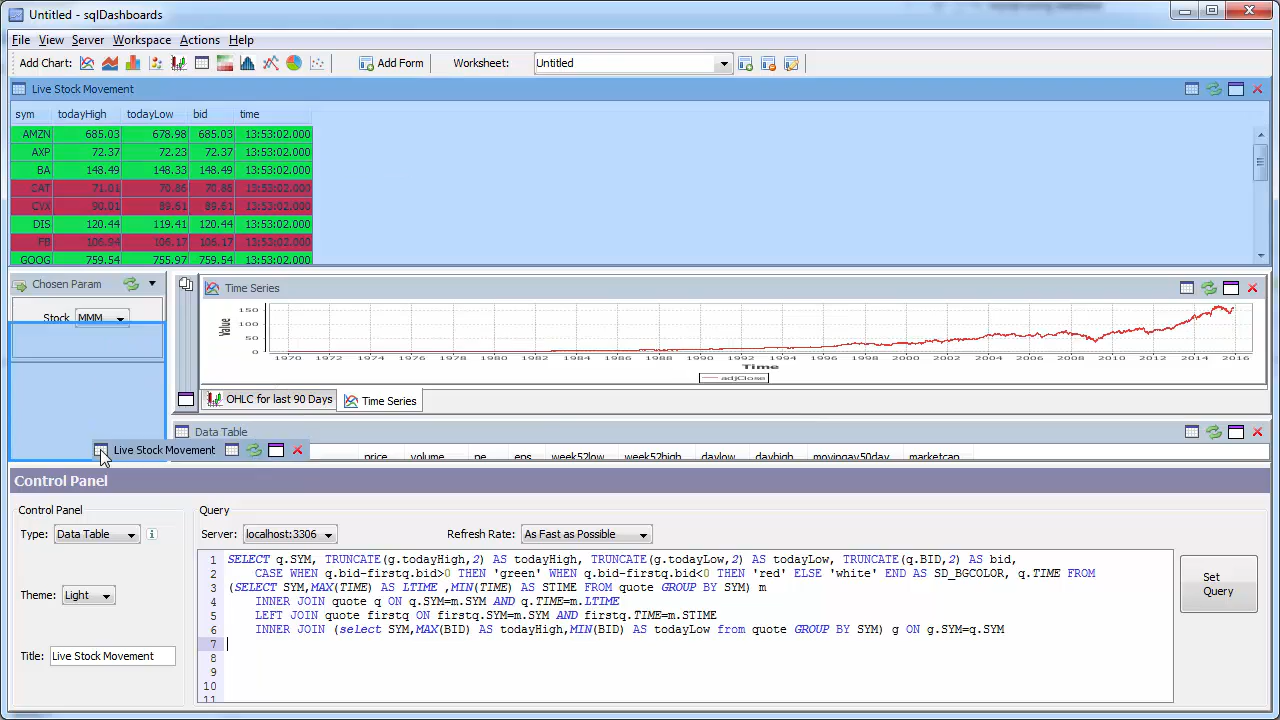 Untitled - sqlDashboards
File View Server Workspace Actions Help
Add Chart: Add Form Worksheet: Untitled
Live Stock Movement
sym todayHigh todayLow bid time
AMZN 685.03 678.98 685.03 13:53:02.000
AXP 72.37 72.23 72.37 13:53:02.000
BA 148.49 148.33 148.49 13:53:02.000
CAT 71.01 70.86 70.86 13:53:02.000
CVX 90.01 89.61 89.61 13:53:02.000
DIS 120.44 119.41 120.44 13:53:02.000
FB 106.94 106.17 106.17 13:53:02.000
GOOG 759.54 755.97 759.54 13:53:02.000
Chosen Param
Stock MMM
Time Series
Value
150
100
50
0
1970 1972 1974 1976 1978 1980 1982 1984 1986 1988 1990 1992 1994 1996 1998 2000 2002 2004 2006 2008 2010 2012 2014 2016
Time
adjClose
OHLC for last 90 Days Time Series
Data Table
Live Stock Movement
price volume pe eps week52low week52high daylow dayhigh movingav50day marketcap
Control Panel
Control Panel
Type: Data Table
Theme: Light
Title: Live Stock Movement
Query
Server: localhost:3306 Refresh Rate: As Fast as Possible
1 SELECT q.SYM, TRUNCATE(g.todayHigh,2) AS todayHigh, TRUNCATE(g.todayLow,2) AS todayLow, TRUNCATE(q.BID,2) AS bid,
2 CASE WHEN q.bid-firstq.bid>0 THEN 'green' WHEN q.bid-firstq.bid<0 THEN 'red' ELSE 'white' END AS SD_BGCOLOR, q.TIME FROM
3 (SELECT SYM,MAX(TIME) AS LTIME ,MIN(TIME) AS STIME FROM quote GROUP BY SYM) m
4 INNER JOIN quote q ON q.SYM=m.SYM AND q.TIME=m.LTIME
5 LEFT JOIN quote firstq ON firstq.SYM=m.SYM AND firstq.TIME=m.STIME
6 INNER JOIN (select SYM,MAX(BID) AS todayHigh,MIN(BID) AS todayLow from quote GROUP BY SYM) g ON g.SYM=q.SYM
7
8
9
10
11
Set
Query